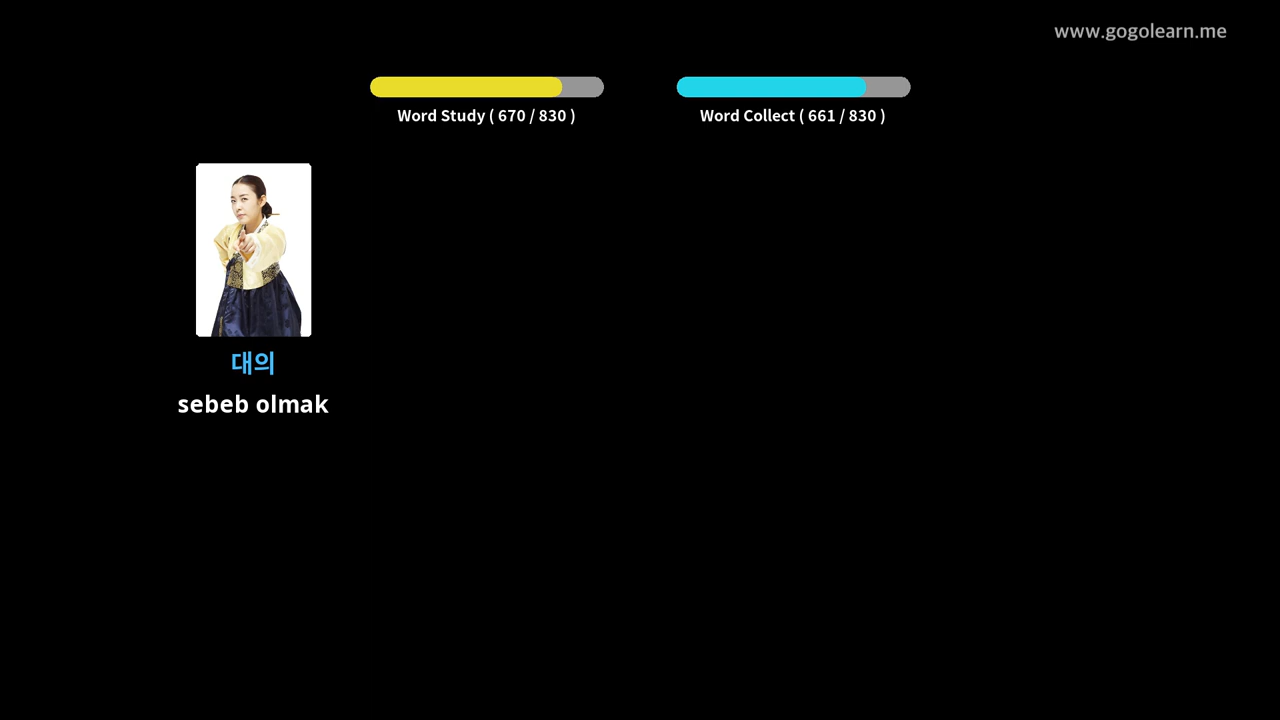 www.gogolearn.me
Word Study ( 670 / 830 )
Word Collect ( 661 / 830 )
대의
sebeb olmak